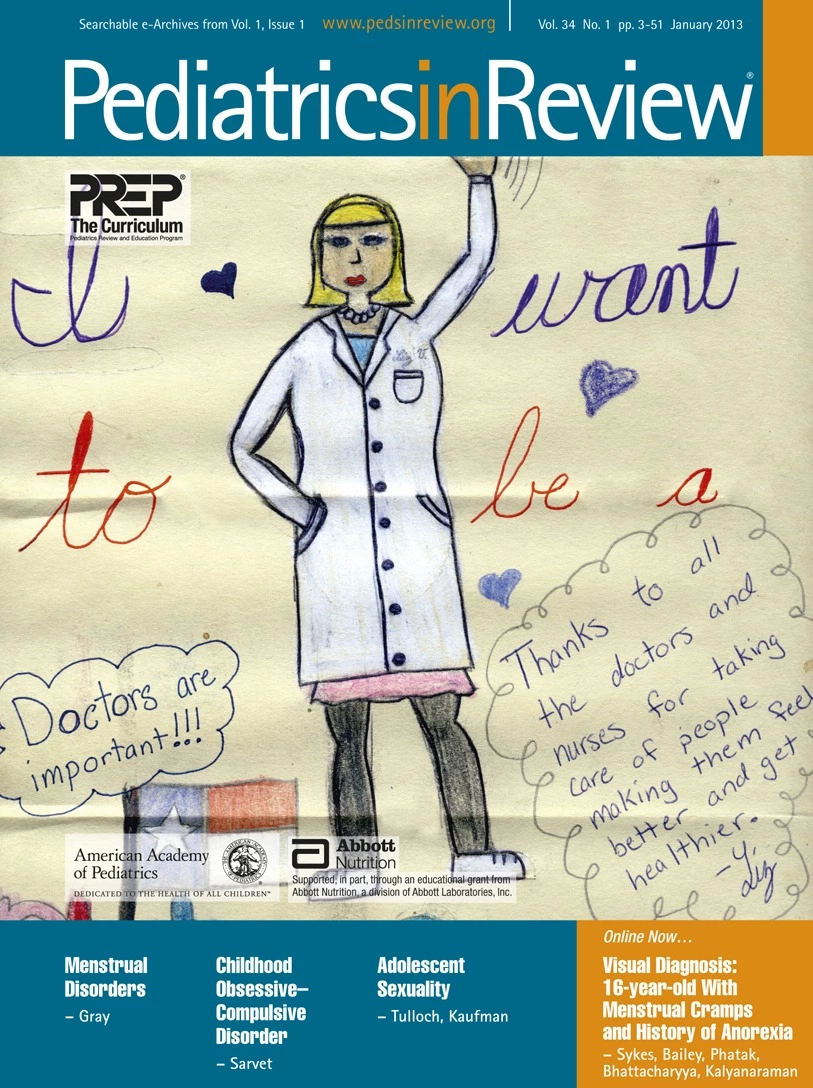 Searchable e-Archives from Vol. 1, Issue 1 www.pedsinreview.org Vol. 34 No. 1 pp. 3-51 January 2013
PediatricsinReview®
PREP®
The Curriculum
Pediatrics Review and Education Program
I want
to be a
Liz V.
Thanks to all
the doctors and
nurses for taking
care of people
making them feel
better and get
healthier.
-Liz
Doctors are
important!!!
American Academy
of Pediatrics
DEDICATED TO THE HEALTH OF ALL CHILDREN™
Abbott
Nutrition
Supported, in part, through an educational grant from
Abbott Nutrition, a division of Abbott Laboratories, Inc.
Menstrual
Disorders
– Gray
Childhood
Obsessive–
Compulsive
Disorder
– Sarvet
Adolescent
Sexuality
– Tulloch, Kaufman
Online Now…
Visual Diagnosis:
16-year-old With
Menstrual Cramps
and History of Anorexia
– Sykes, Bailey, Phatak,
Bhattacharyya, Kalyanaraman